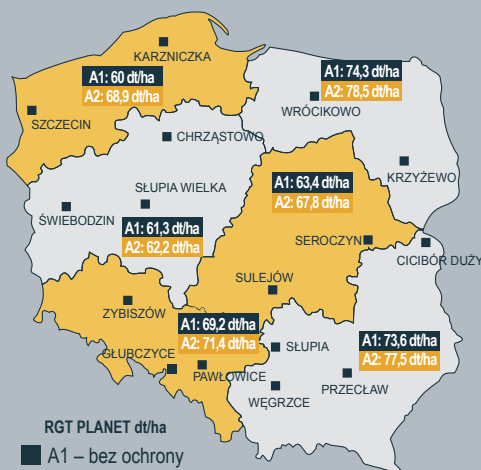 KARZNICZKA
A1: 60 dt/ha
A2: 68,9 dt/ha
SZCZECIN
A1: 74,3 dt/ha
A2: 78,5 dt/ha
WRÓCIKOWO
CHRZĄSTOWO
KRZYŻEWO
SŁUPIA WIELKA
ŚWIEBODZIN
A1: 61,3 dt/ha
A2: 62,2 dt/ha
A1: 63,4 dt/ha
A2: 67,8 dt/ha
SEROCZYN
CICIBÓR DUŻY
SULEJÓW
ZYBISZÓW
A1: 69,2 dt/ha
A2: 71,4 dt/ha
GŁUBCZYCE
PAWŁOWICE
SŁUPIA
A1: 73,6 dt/ha
A2: 77,5 dt/ha
WĘGRZCE
PRZECŁAW
RGT PLANET dt/ha
A1 – bez ochrony